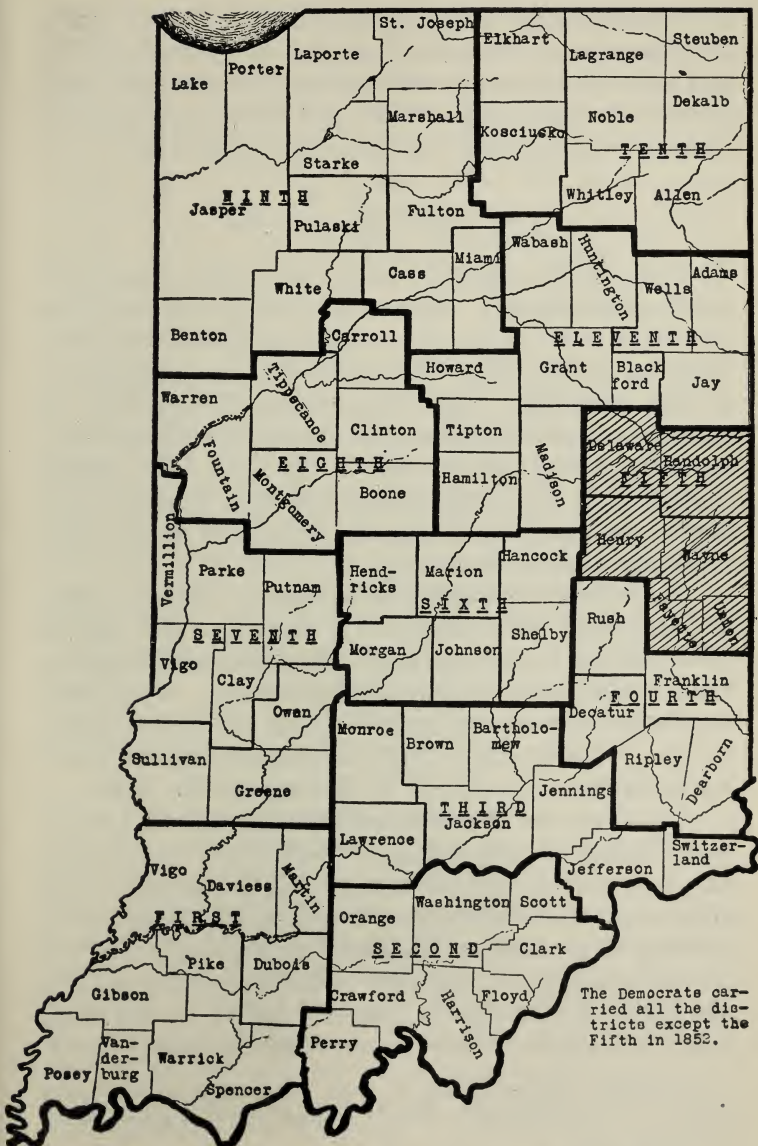 St. Joseph
Elkhart
Steuben
Laporte
Lagrange
Porter
Lake
Dekalb
Noble
Marshall
Kosciusko
TENTH
Starke
Whitley
Allen
NINTH
Jasper
Fulton
Pulaski
Wabash
Huntington
Miami
Cass
Adams
White
Wells
Benton
Carroll
ELEVENTH
Howard
Grant
Black
ford
Jay
Warren
Tippecanoe
Clinton
Tipton
Madison
Delaware
Randolph
Fountain
EIGHTH
Montgomery
Boone
Hamilton
FIFTH
Vermillion
Henry
Wayne
Hancock
Parke
Putnam
Hend-
ricks
Marion
SIXTH
Fayette
Union
Rush
SEVENTH
Vigo
Morgan
Johnson
Shelby
Clay
Franklin
FOURTH
Owen
Decatur
Monroe
Brown
Bartholo-
mew
Sullivan
Ripley
Dearborn
Greene
Jennings
THIRD
Jackson
Lawrence
Switzer-
land
Vigo
Daviess
Martin
Jefferson
Washington
Scott
FIRST
Orange
SECOND
Clark
Pike
Dubois
Gibson
Crawford
Harrison
Floyd
The Democrats car-
ried all the dis-
tricts except the
Fifth in 1852.
Perry
Van-
der-
burg
Warrick
Posey
Spencer